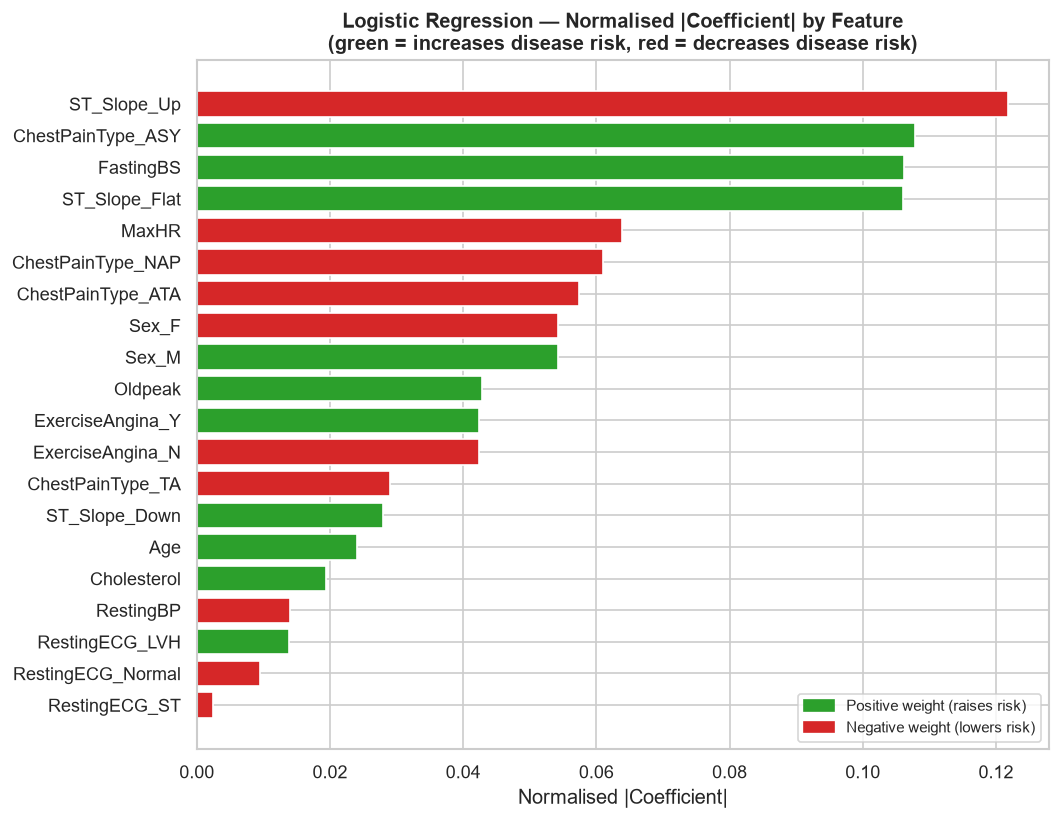 Logistic Regression — Normalised |Coefficient| by Feature
(green = increases disease risk, red = decreases disease risk)
ST_Slope_Up
ChestPainType_ASY
FastingBS
ST_Slope_Flat
MaxHR
ChestPainType_NAP
ChestPainType_ATA
Sex_F
Sex_M
Oldpeak
ExerciseAngina_Y
ExerciseAngina_N
ChestPainType_TA
ST_Slope_Down
Age
Cholesterol
RestingBP
RestingECG_LVH
RestingECG_Normal
RestingECG_ST
Positive weight (raises risk)
Negative weight (lowers risk)
0.00 0.02 0.04 0.06 0.08 0.10 0.12
Normalised |Coefficient|